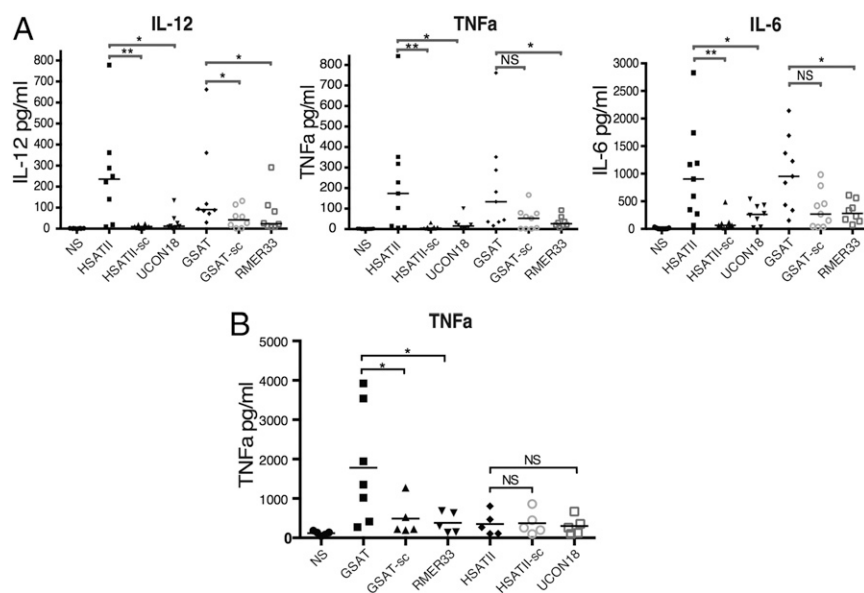 A
IL-12
IL-12 pg/ml
800
700
600
500
400
300
200
100
0
*
**
*
*
NS
HSATII
HSATII-sc
UCON18
GSAT
GSAT-sc
RMER33
TNFa
TNFa pg/ml
800
700
600
500
400
300
200
100
0
*
**
*
NS
NS
HSATII
HSATII-sc
UCON18
GSAT
GSAT-sc
RMER33
IL-6
IL-6 pg/ml
3000
2500
2000
1500
1000
500
0
*
**
*
NS
NS
HSATII
HSATII-sc
UCON18
GSAT
GSAT-sc
RMER33
B
TNFa
TNFa pg/ml
5000
4000
3000
2000
1000
0
*
*
NS
NS
NS
GSAT
GSAT-sc
RMER33
HSATII
HSATII-sc
UCON18